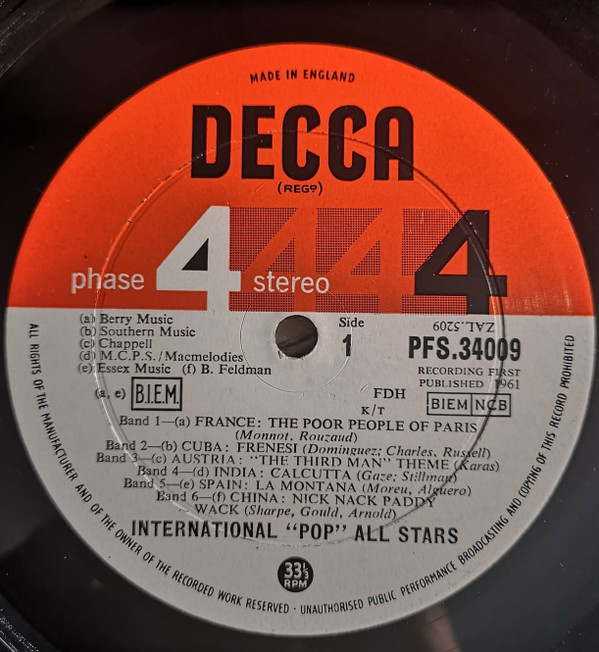 MADE IN ENGLAND
DECCA
(REGD)
phase 4 stereo 4 4 4
(a) Berry Music
(b) Southern Music
(c) Chappell
(d) M.C.P.S./Macmelodies
(e) Essex Music (f) B. Feldman
(a, e) B.I.E.M.
Side
1
ZAL.5209
PFS.34009
RECORDING FIRST
PUBLISHED 1961
FDH
K/T
BIEM NCB
Band 1—(a) FRANCE: THE POOR PEOPLE OF PARIS
(Monnot, Rouzaud)
Band 2—(b) CUBA: FRENESI (Dominguez; Charles, Russell)
Band 3—(c) AUSTRIA: "THE THIRD MAN" THEME (Karas)
Band 4—(d) INDIA: CALCUTTA (Gaze; Stillman)
Band 5—(e) SPAIN: LA MONTANA (Moreu, Alguero)
Band 6—(f) CHINA: NICK NACK PADDY
WACK (Sharpe, Gould, Arnold)
INTERNATIONAL "POP" ALL STARS
33⅓
RPM
ALL RIGHTS OF THE MANUFACTURER AND OF THE OWNER OF THE RECORDED WORK RESERVED · UNAUTHORISED PUBLIC PERFORMANCE BROADCASTING AND COPYING OF THIS RECORD PROHIBITED